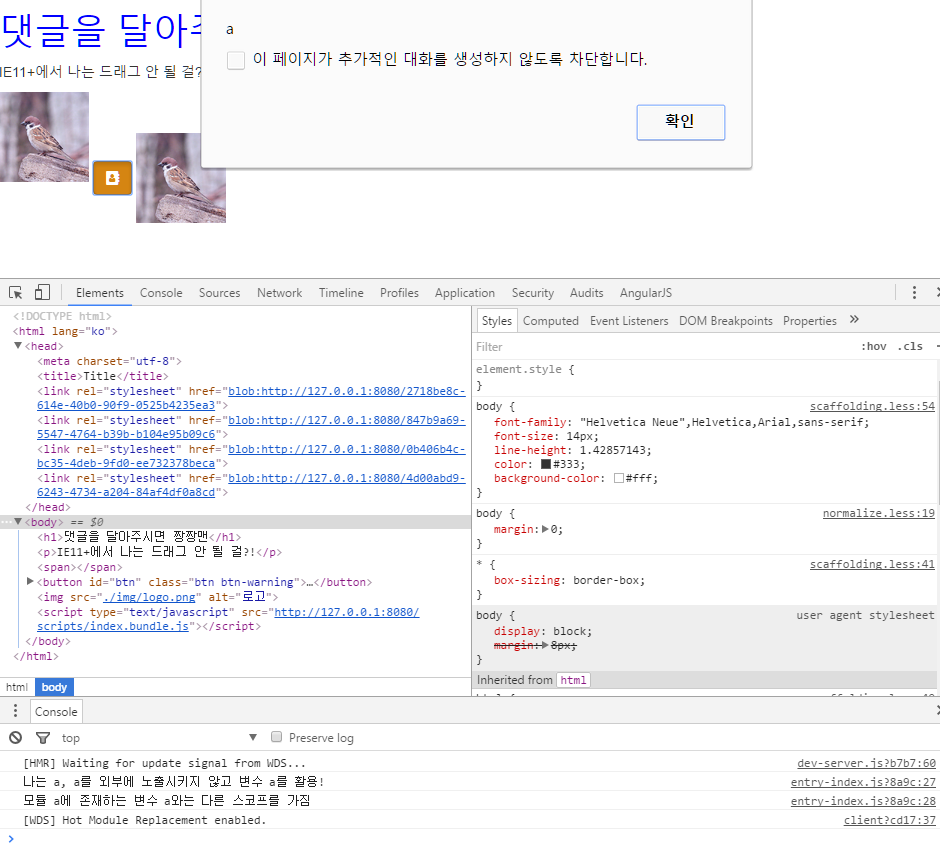 댓글을 달아주
IE11+에서 나는 드래그 안 될 걸?
a
이 페이지가 추가적인 대화를 생성하지 않도록 차단합니다.
확인
Elements Console Sources Network Timeline Profiles Application Security Audits AngularJS
<!DOCTYPE html>
<html lang="ko">
<head>
<meta charset="utf-8">
<title>Title</title>
<link rel="stylesheet" href="blob:http://127.0.0.1:8080/2718be8c-
614e-40b0-90f9-0525b4235ea3">
<link rel="stylesheet" href="blob:http://127.0.0.1:8080/847b9a69-
5547-4764-b39b-b104e95b09c6">
<link rel="stylesheet" href="blob:http://127.0.0.1:8080/0b406b4c-
bc35-4deb-9fd0-ee732378beca">
<link rel="stylesheet" href="blob:http://127.0.0.1:8080/4d00abd9-
6243-4734-a204-84af4df0a8cd">
</head>
<body> == $0
<h1>댓글을 달아주시면 짱짱맨</h1>
<p>IE11+에서 나는 드래그 안 될 걸?!</p>
<span></span>
<button id="btn" class="btn btn-warning">…</button>
<img src="./img/logo.png" alt="로고">
<script type="text/javascript" src="http://127.0.0.1:8080/
scripts/index.bundle.js"></script>
</body>
</html>
html body
Styles Computed Event Listeners DOM Breakpoints Properties »
Filter :hov .cls
element.style {
}
body { scaffolding.less:54
font-family: "Helvetica Neue",Helvetica,Arial,sans-serif;
font-size: 14px;
line-height: 1.42857143;
color: #333;
background-color: #fff;
}
body { normalize.less:19
margin: 0;
}
* { scaffolding.less:41
box-sizing: border-box;
}
body { user agent stylesheet
display: block;
margin: 8px;
}
Inherited from html
Console
top Preserve log
[HMR] Waiting for update signal from WDS... dev-server.js?b7b7:60
나는 a, a를 외부에 노출시키지 않고 변수 a를 활용! entry-index.js?8a9c:27
모듈 a에 존재하는 변수 a와는 다른 스코프를 가짐 entry-index.js?8a9c:28
[WDS] Hot Module Replacement enabled. client?cd17:37